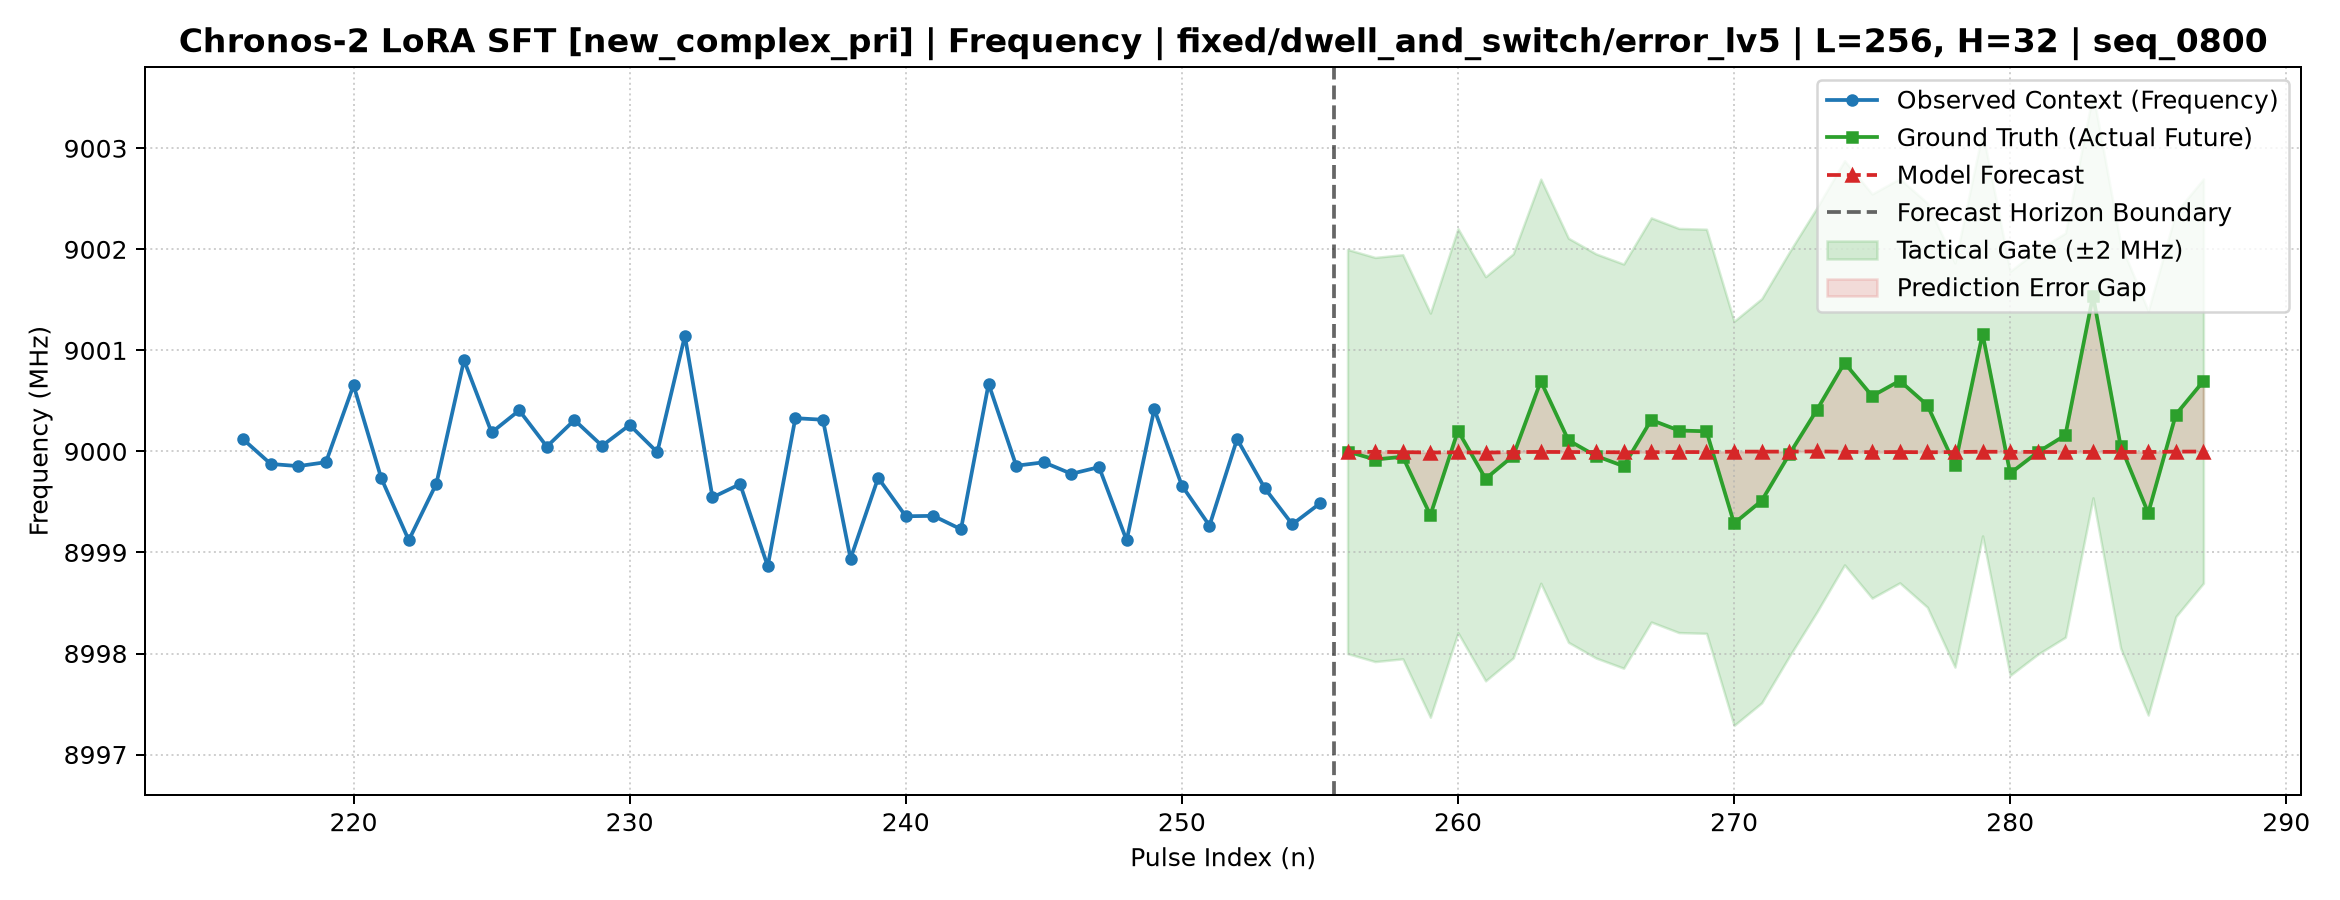 Chronos-2 LoRA SFT [new_complex_pri] | Frequency | fixed/dwell_and_switch/error_lv5 | L=256, H=32 | seq_0800
Observed Context (Frequency)
Ground Truth (Actual Future)
Model Forecast
Forecast Horizon Boundary
Tactical Gate (±2 MHz)
Prediction Error Gap
Frequency (MHz)
9003
9002
9001
9000
8999
8998
8997
220 230 240 250 260 270 280 290
Pulse Index (n)